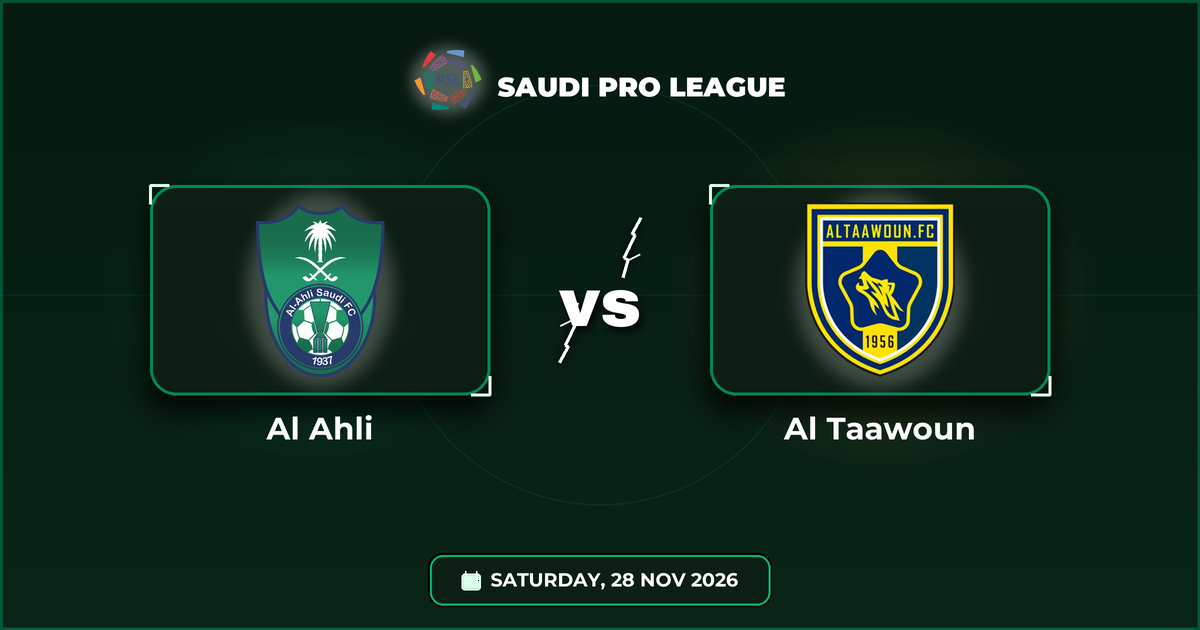 RSL
SAUDI PRO LEAGUE
Al-Ahli Saudi FC
1937
VS
ALTAAWOUN.FC
1956
Al Ahli
Al Taawoun
SATURDAY, 28 NOV 2026